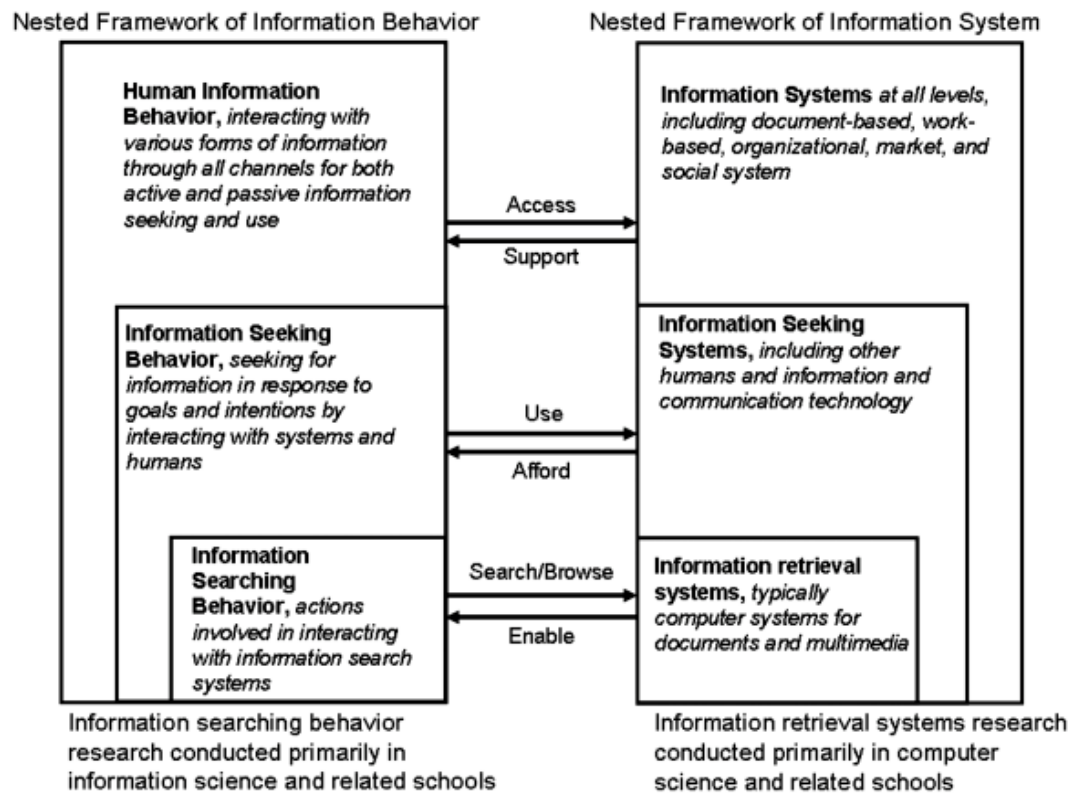 Nested Framework of Information Behavior
Nested Framework of Information System
Human Information
Behavior, interacting with
various forms of information
through all channels for both
active and passive information
seeking and use
Information Systems at all levels,
including document-based, work-
based, organizational, market, and
social system
Access
Support
Information Seeking
Behavior, seeking for
information in response to
goals and intentions by
interacting with systems and
humans
Information Seeking
Systems, including other
humans and information and
communication technology
Use
Afford
Information
Searching
Behavior, actions
involved in interacting
with information search
systems
Search/Browse
Enable
Information retrieval
systems, typically
computer systems for
documents and multimedia
Information searching behavior
research conducted primarily in
information science and related schools
Information retrieval systems research
conducted primarily in computer
science and related schools